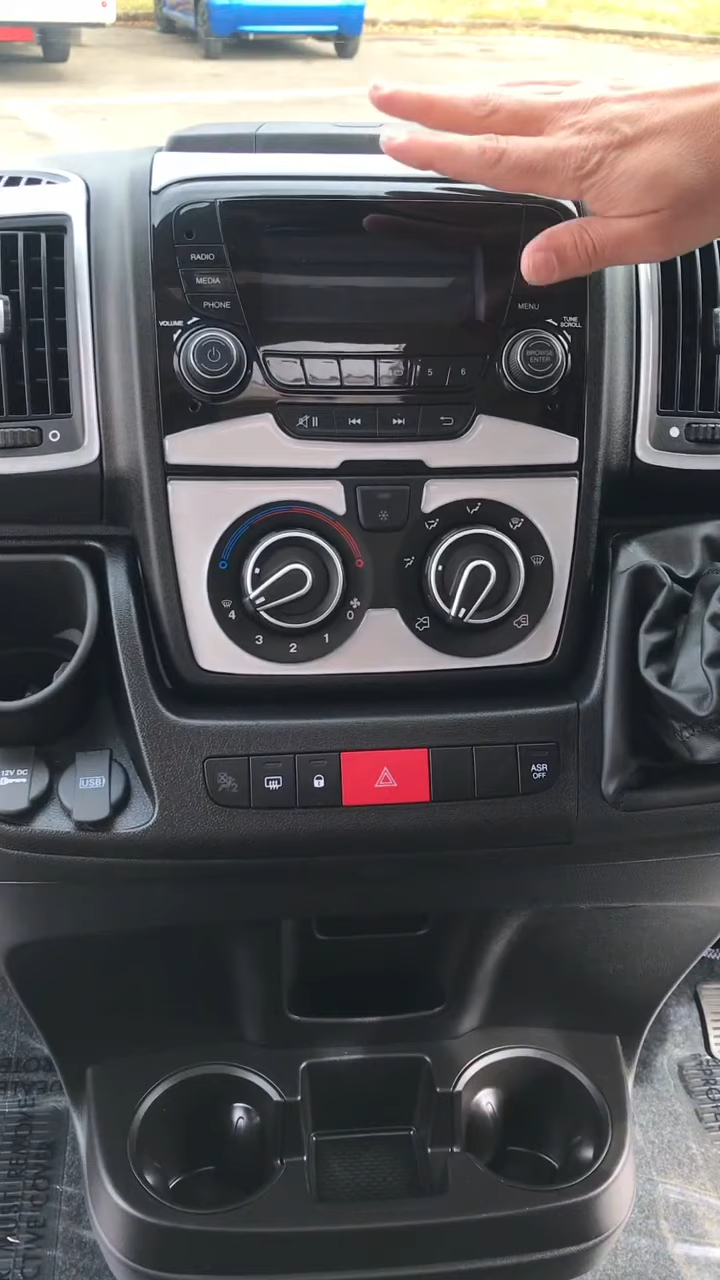 RADIO
MEDIA
PHONE
VOLUME
MENU
TUNE
SCROLL
BROWSE
ENTER
5 6
4
3
2
1
0
12V DC
USB
2
ASR
OFF